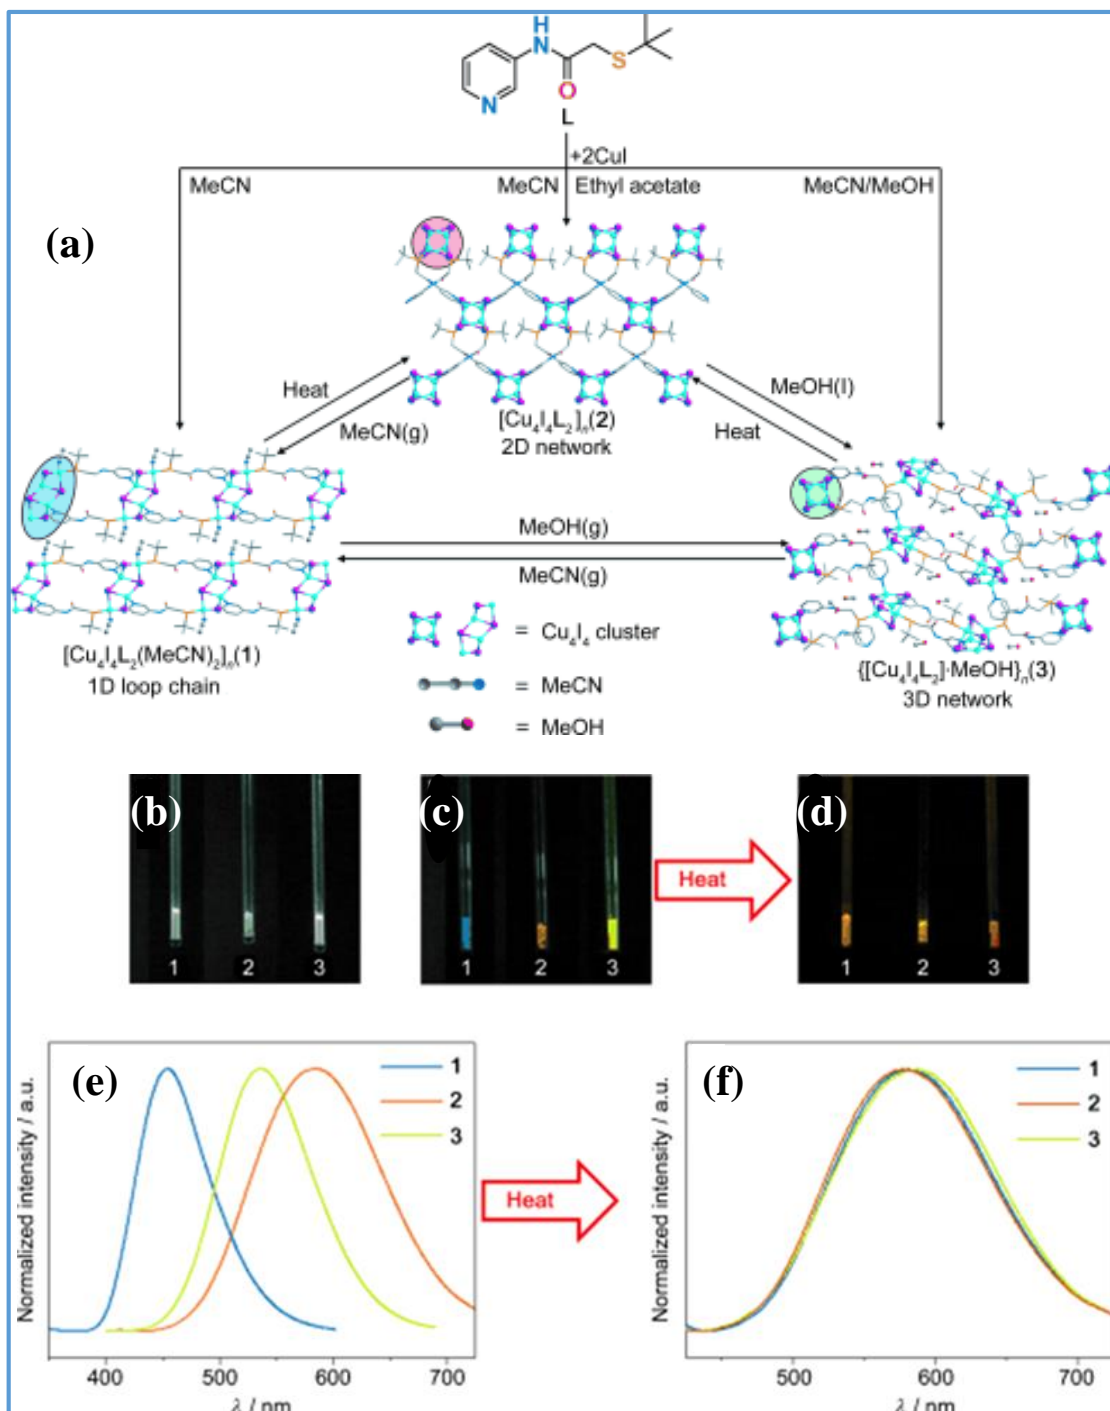 H
N
S
O
N
L
+2CuI
MeCN
MeCN
Ethyl acetate
MeCN/MeOH
(a)
Heat
MeCN(g)
[Cu4I4L2]n(2)
2D network
MeOH(l)
Heat
MeOH(g)
MeCN(g)
[Cu4I4L2(MeCN)2]n(1)
1D loop chain
= Cu4I4 cluster
= MeCN
= MeOH
{[Cu4I4L2]·MeOH}n(3)
3D network
(b)
1 2 3
(c)
1 2 3
Heat
(d)
1 2 3
(e)
Normalized intensity / a.u.
1
2
3
400 500 600 700
λ / nm
Heat
(f)
Normalized intensity / a.u.
1
2
3
500 600 700
λ / nm